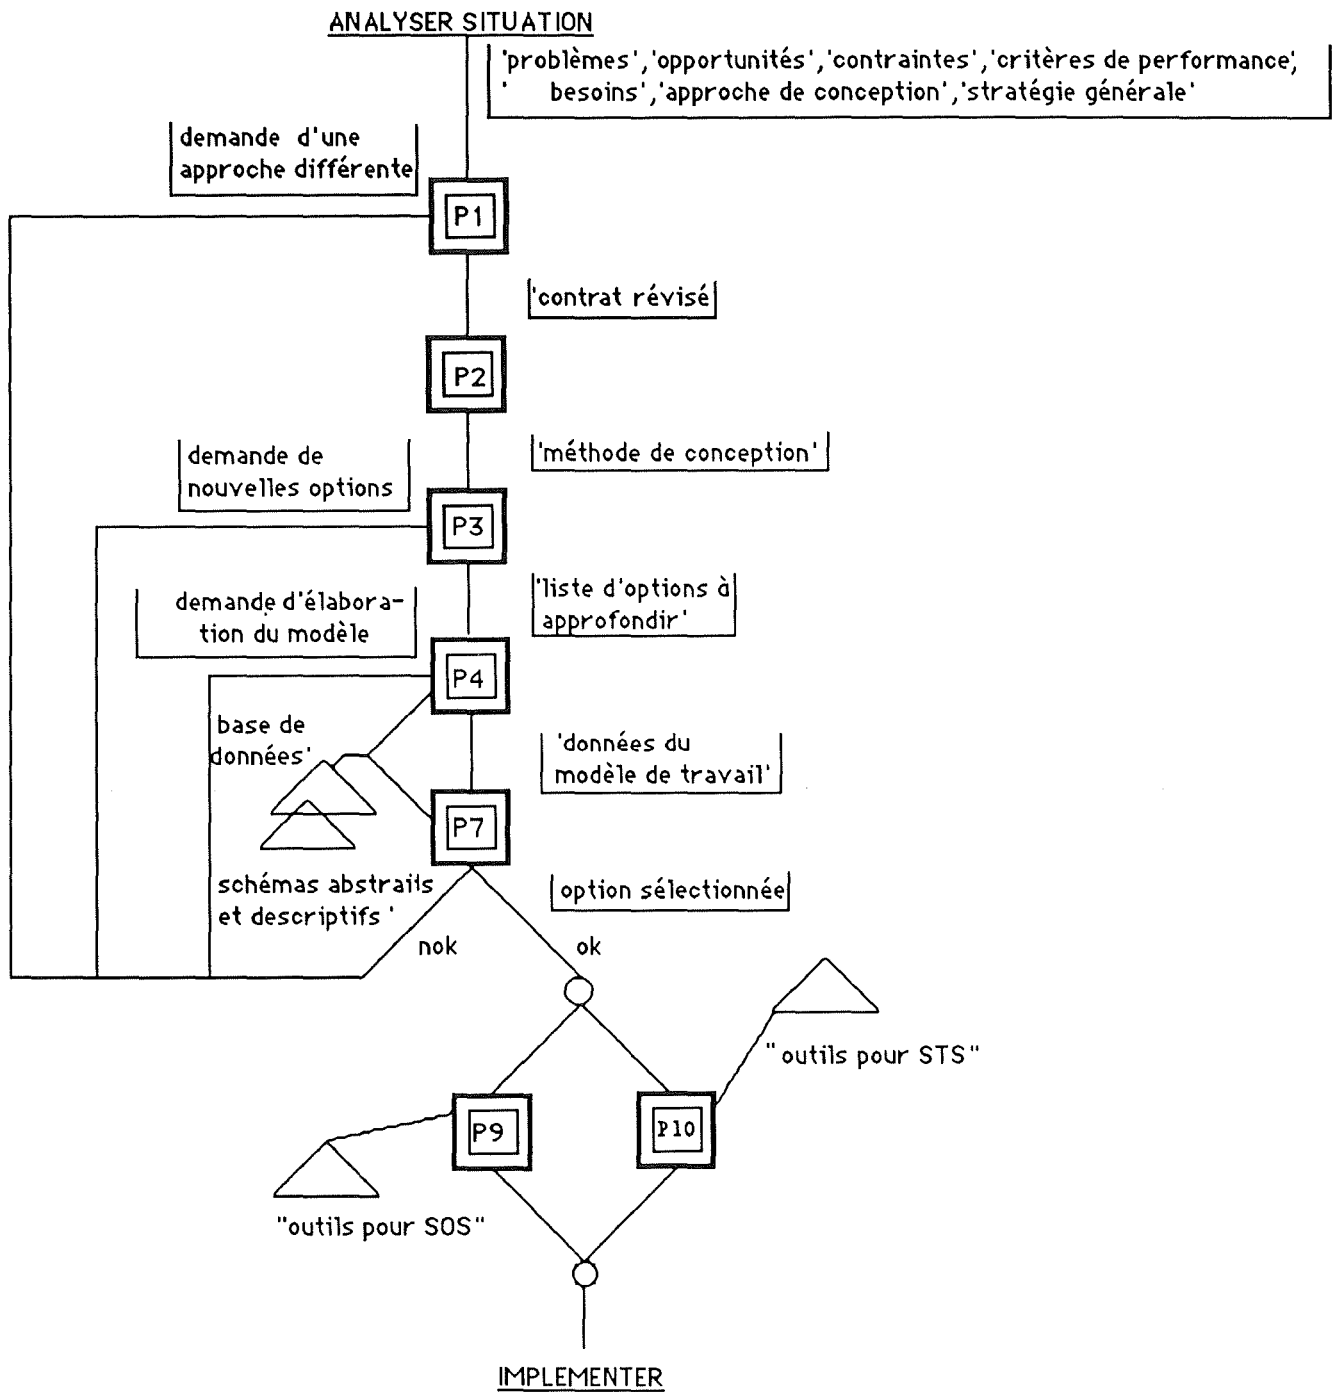 ANALYSER SITUATION
'problèmes','opportunités','contraintes','critères de performance',
' besoins','approche de conception','stratégie générale'
demande d'une
approche différente
P1
'contrat révisé
P2
'méthode de conception'
demande de
nouvelles options
P3
'liste d'options à
approfondir'
demande d'élabora-
tion du modèle
P4
base de
données'
'données du
modèle de travail'
P7
schémas abstraits
et descriptifs '
option sélectionnée
nok
ok
"outils pour STS"
P9
P10
"outils pour SOS"
IMPLEMENTER